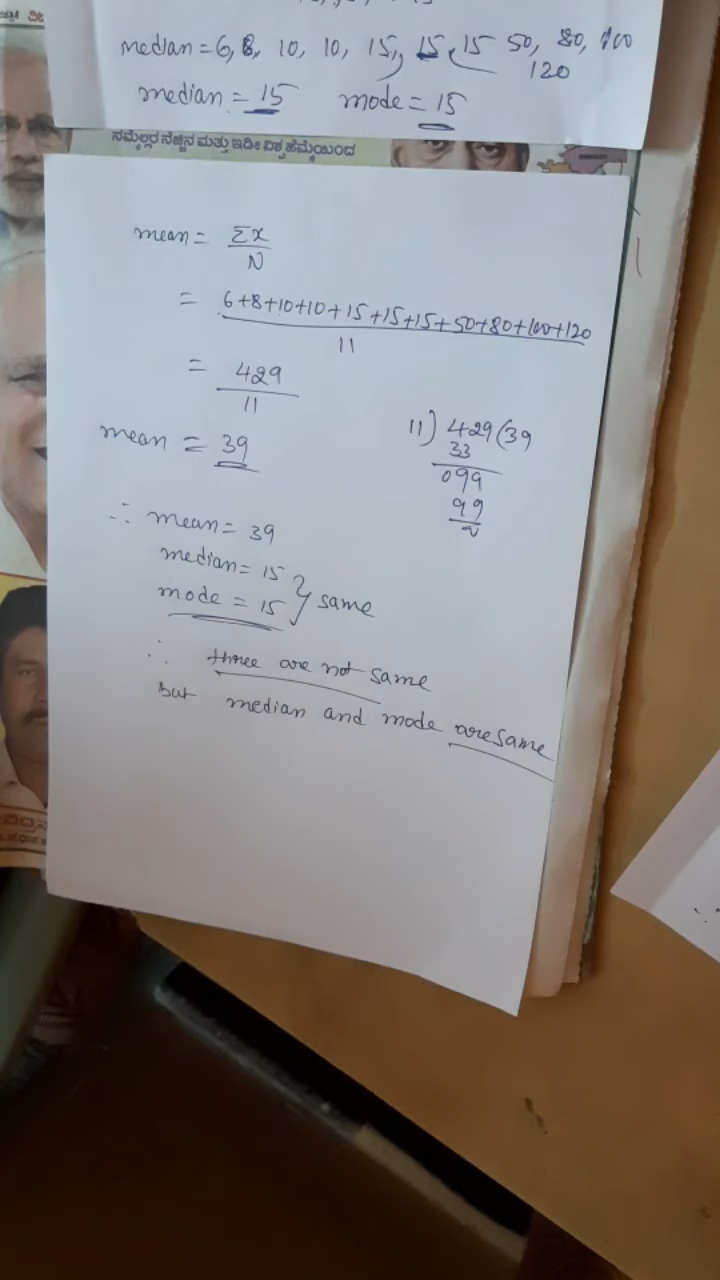 median = 6, 8, 10, 10, 15, 15, 15 50, 80, 100
120
median = 15 mode = 15
ನಮ್ಮೆಲ್ಲರ ನೆಚ್ಚಿನ ಮತ್ತು ಇಡೀ ವಿಶ್ವ ಹೆಮ್ಮೆಯಿಂದ
mean = Σx
N
= 6+8+10+10+15+15+15+50+80+100+120
11
= 429
11
mean = 39
11) 429 (39
33
099
99
∴ mean = 39
median = 15
mode = 15 } same
∴ three are not same
But median and mode are same